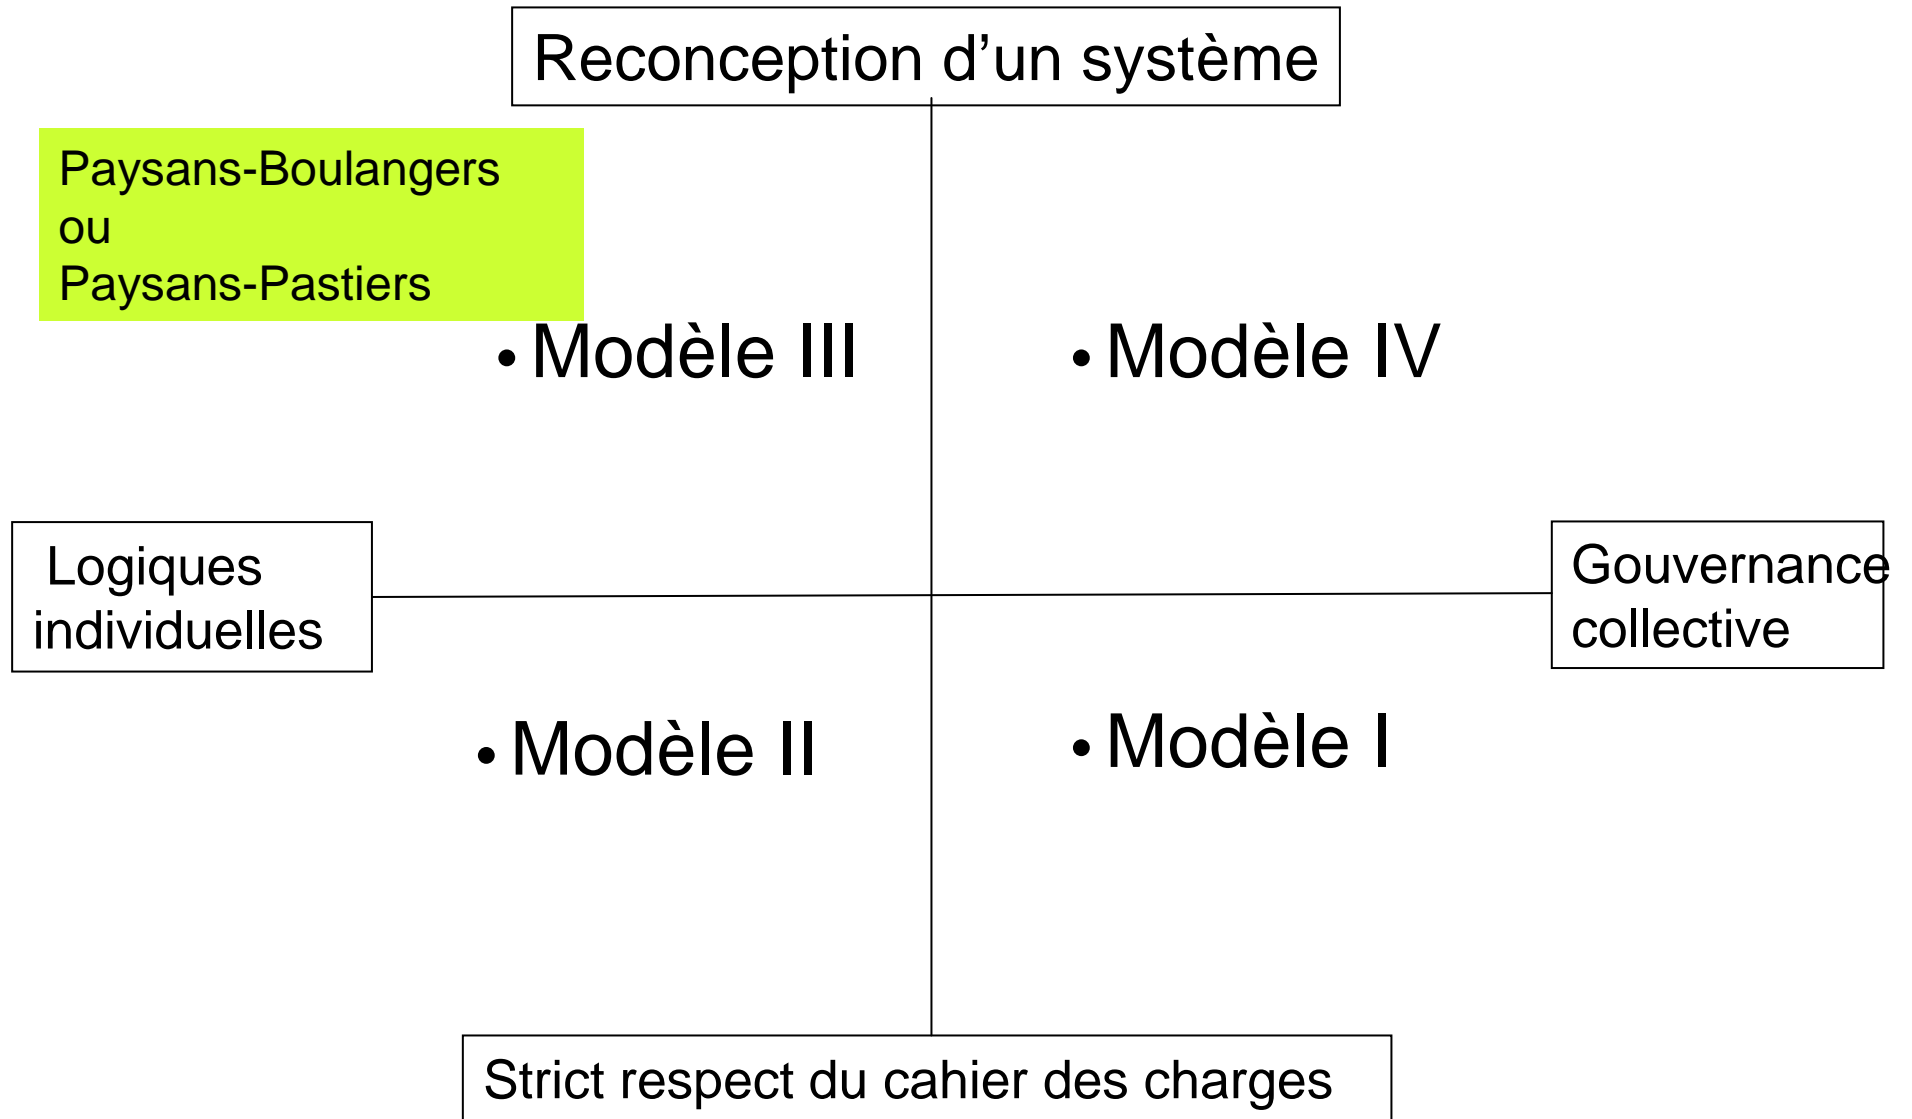 Reconception d’un système
Paysans-Boulangers
ou
Paysans-Pastiers
• Modèle III
• Modèle IV
Logiques
individuelles
Gouvernance
collective
• Modèle II
• Modèle I
Strict respect du cahier des charges